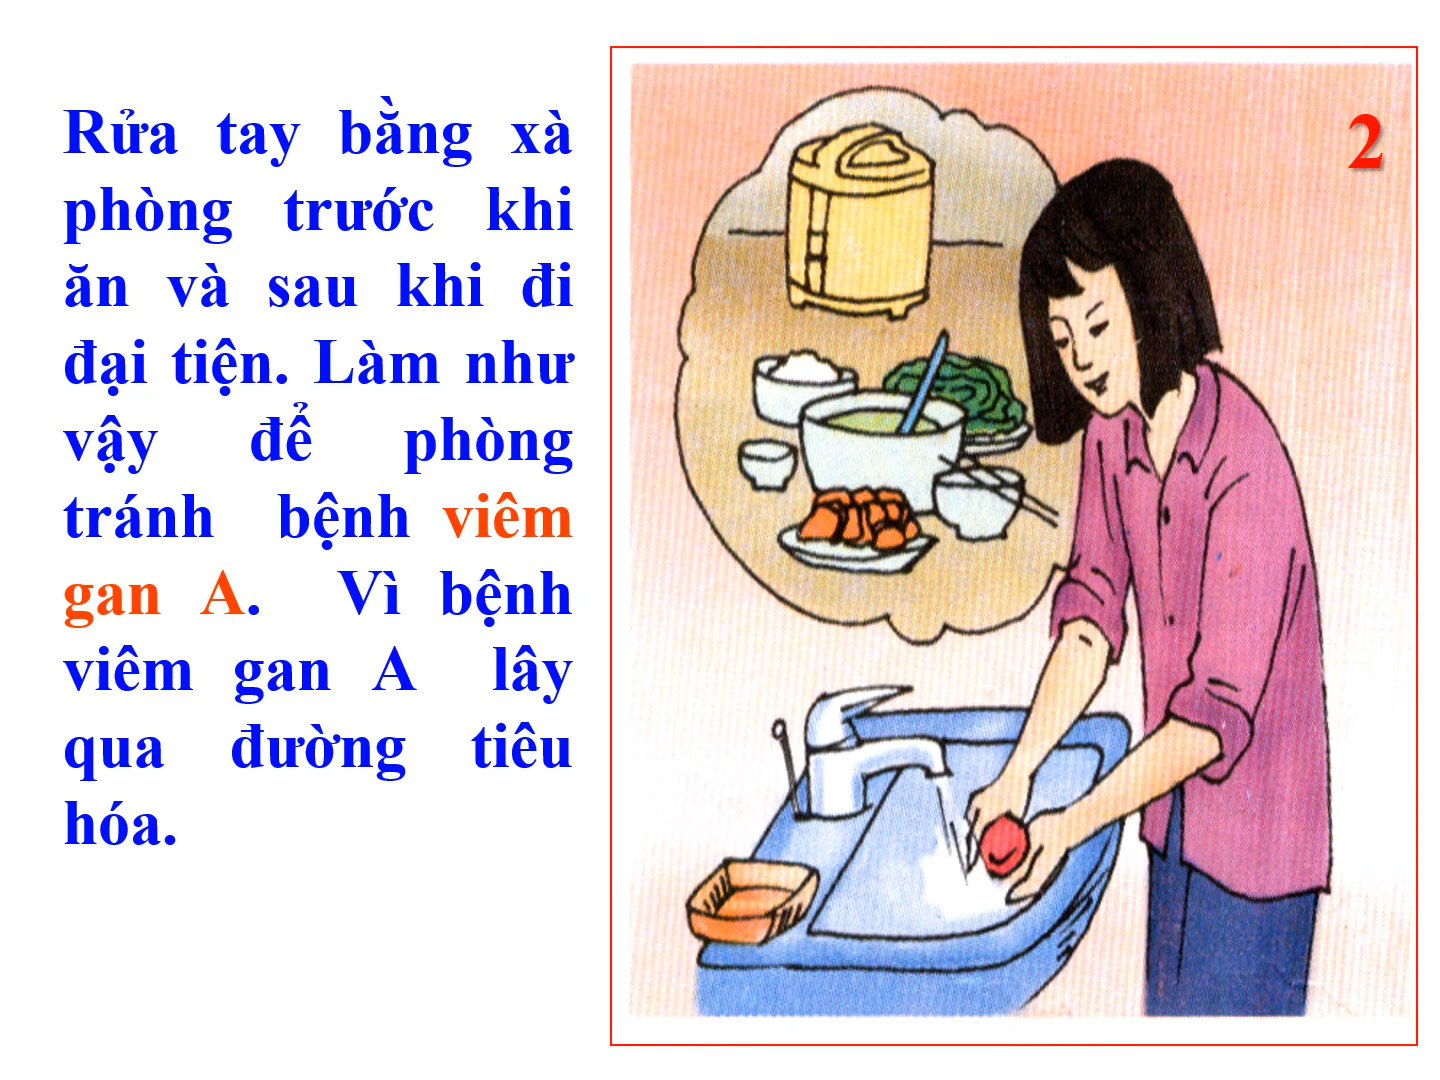 Rửa tay bằng xà
phòng trước khi
ăn và sau khi đi
đại tiện. Làm như
vậy để phòng
tránh bệnh viêm
gan A. Vì bệnh
viêm gan A lây
qua đường tiêu
hóa.
2